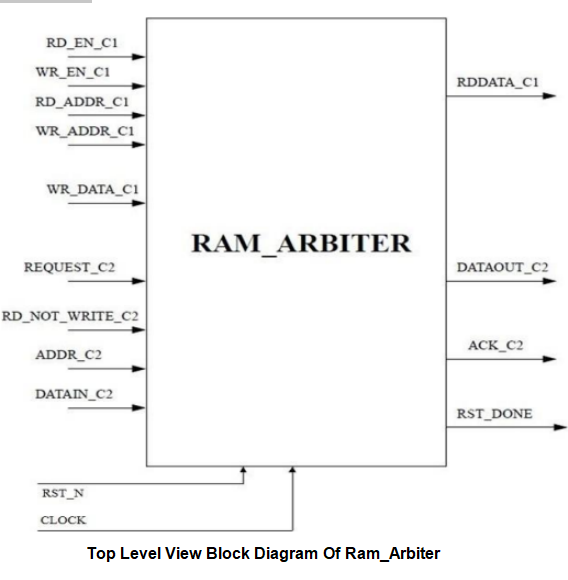 RD_EN_C1
WR_EN_C1
RD_ADDR_C1
WR_ADDR_C1
WR_DATA_C1
REQUEST_C2
RD_NOT_WRITE_C2
ADDR_C2
DATAIN_C2
RAM_ARBITER
RDDATA_C1
DATAOUT_C2
ACK_C2
RST_DONE
RST_N
CLOCK
Top Level View Block Diagram Of Ram_Arbiter